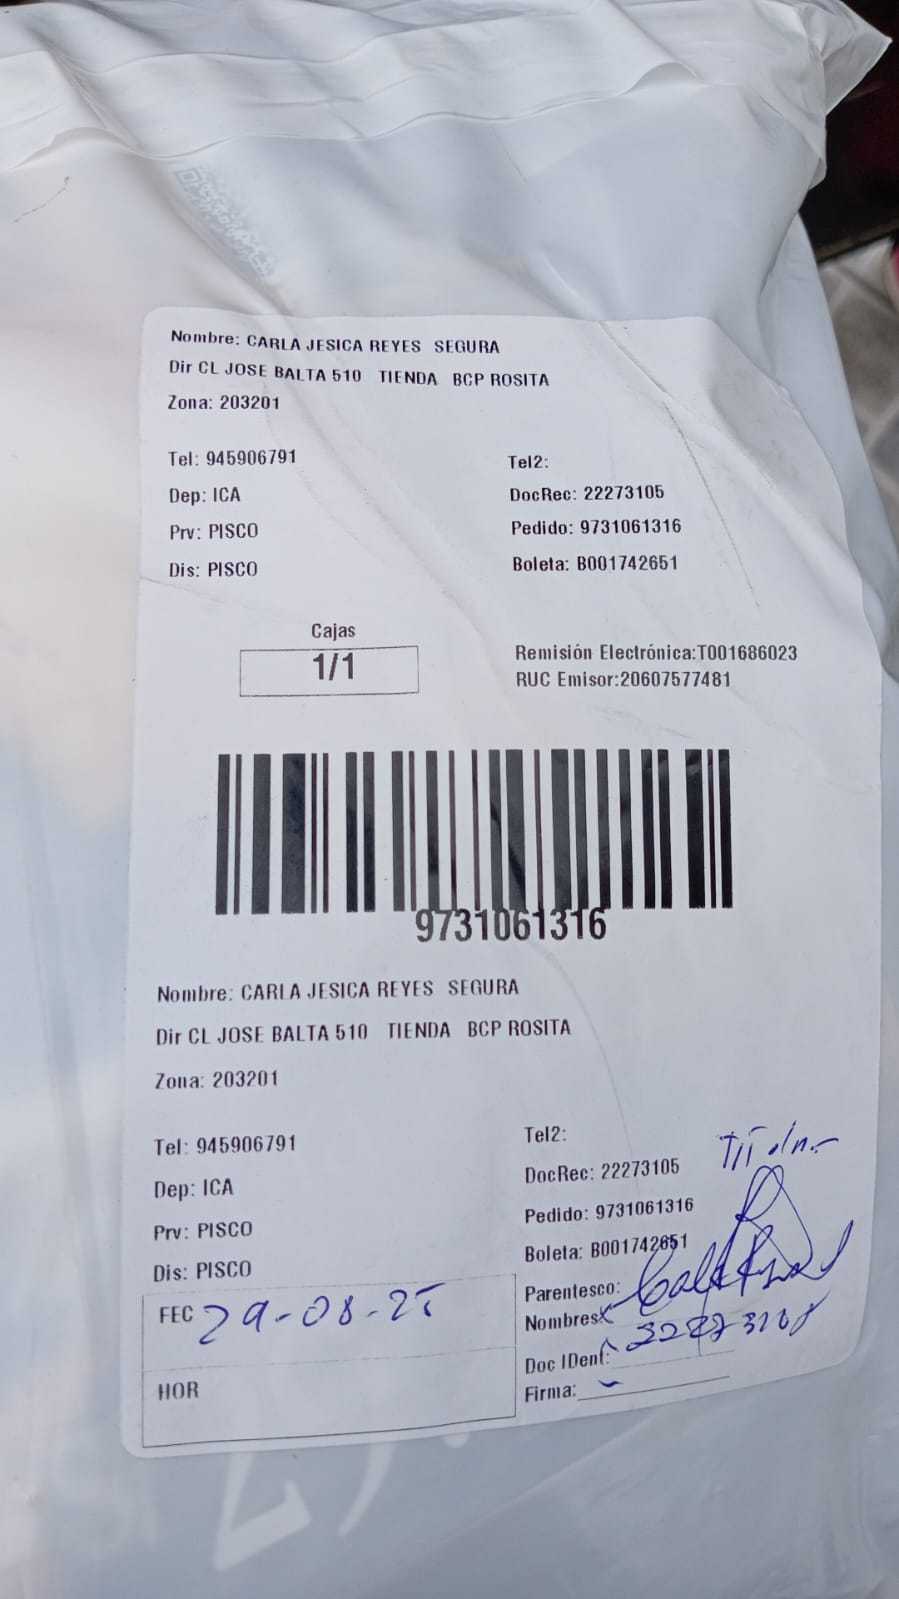 Nombre: CARLA JESICA REYES SEGURA
Dir CL JOSE BALTA 510 TIENDA BCP ROSITA
Zona: 203201
Tel: 945906791 Tel2:
Dep: ICA DocRec: 22273105
Prv: PISCO Pedido: 9731061316
Dis: PISCO Boleta: B001742651
Cajas
1/1
Remisión Electrónica:T001686023
RUC Emisor:20607577481
9731061316
Nombre: CARLA JESICA REYES SEGURA
Dir CL JOSE BALTA 510 TIENDA BCP ROSITA
Zona: 203201
Tel: 945906791 Tel2:
Dep: ICA DocRec: 22273105
Prv: PISCO Pedido: 9731061316
Dis: PISCO Boleta: B001742651
Titular
Parentesco:
FEC 29-08-25 Nombres
Doc IDent:
HOR Firma: